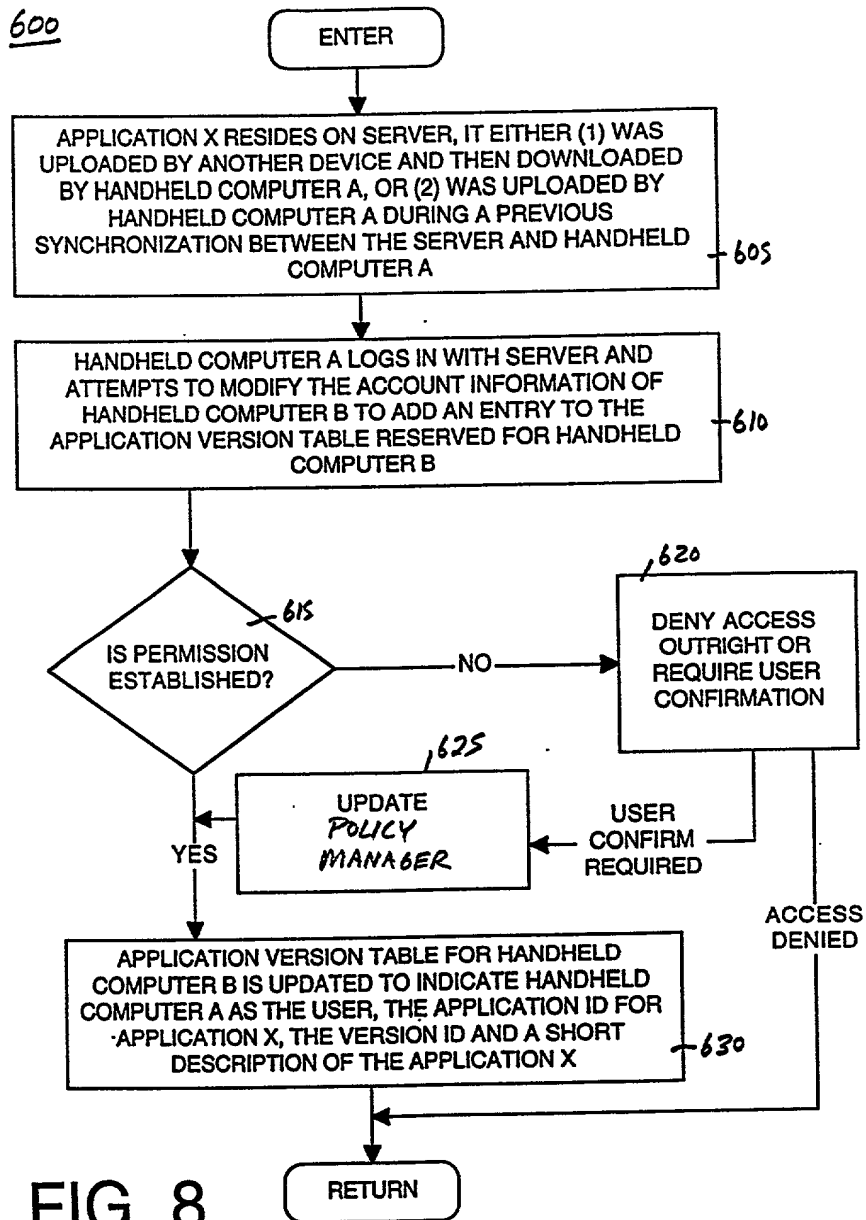 600
ENTER
APPLICATION X RESIDES ON SERVER, IT EITHER (1) WAS
UPLOADED BY ANOTHER DEVICE AND THEN DOWNLOADED
BY HANDHELD COMPUTER A, OR (2) WAS UPLOADED BY
HANDHELD COMPUTER A DURING A PREVIOUS
SYNCHRONIZATION BETWEEN THE SERVER AND HANDHELD
COMPUTER A
605
HANDHELD COMPUTER A LOGS IN WITH SERVER AND
ATTEMPTS TO MODIFY THE ACCOUNT INFORMATION OF
HANDHELD COMPUTER B TO ADD AN ENTRY TO THE
APPLICATION VERSION TABLE RESERVED FOR HANDHELD
COMPUTER B
610
615
IS PERMISSION
ESTABLISHED?
NO
620
DENY ACCESS
OUTRIGHT OR
REQUIRE USER
CONFIRMATION
625
UPDATE
POLICY
MANAGER
USER
CONFIRM
REQUIRED
YES
ACCESS
DENIED
APPLICATION VERSION TABLE FOR HANDHELD
COMPUTER B IS UPDATED TO INDICATE HANDHELD
COMPUTER A AS THE USER, THE APPLICATION ID FOR
APPLICATION X, THE VERSION ID AND A SHORT
DESCRIPTION OF THE APPLICATION X
630
RETURN
FIG. 8